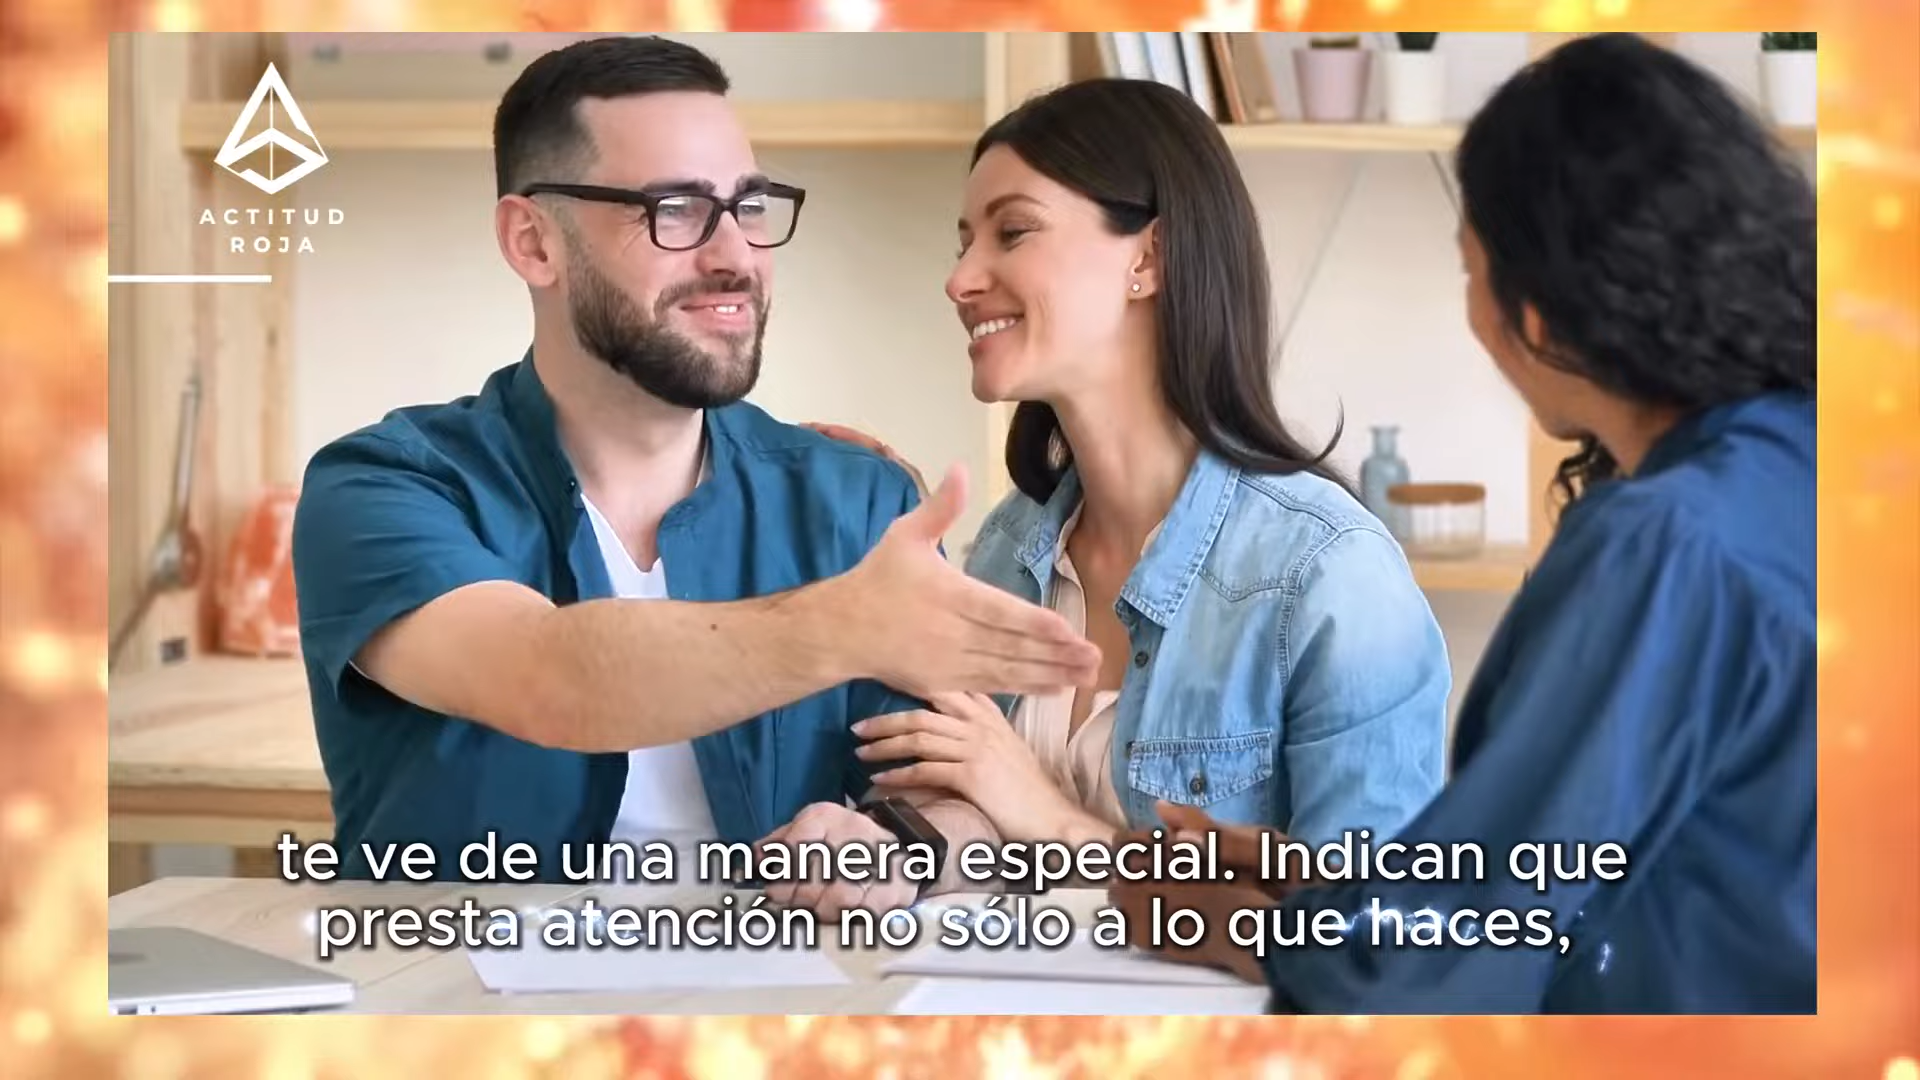 ACTITUD
ROJA
te ve de una manera especial. Indican que
presta atención no sólo a lo que haces,